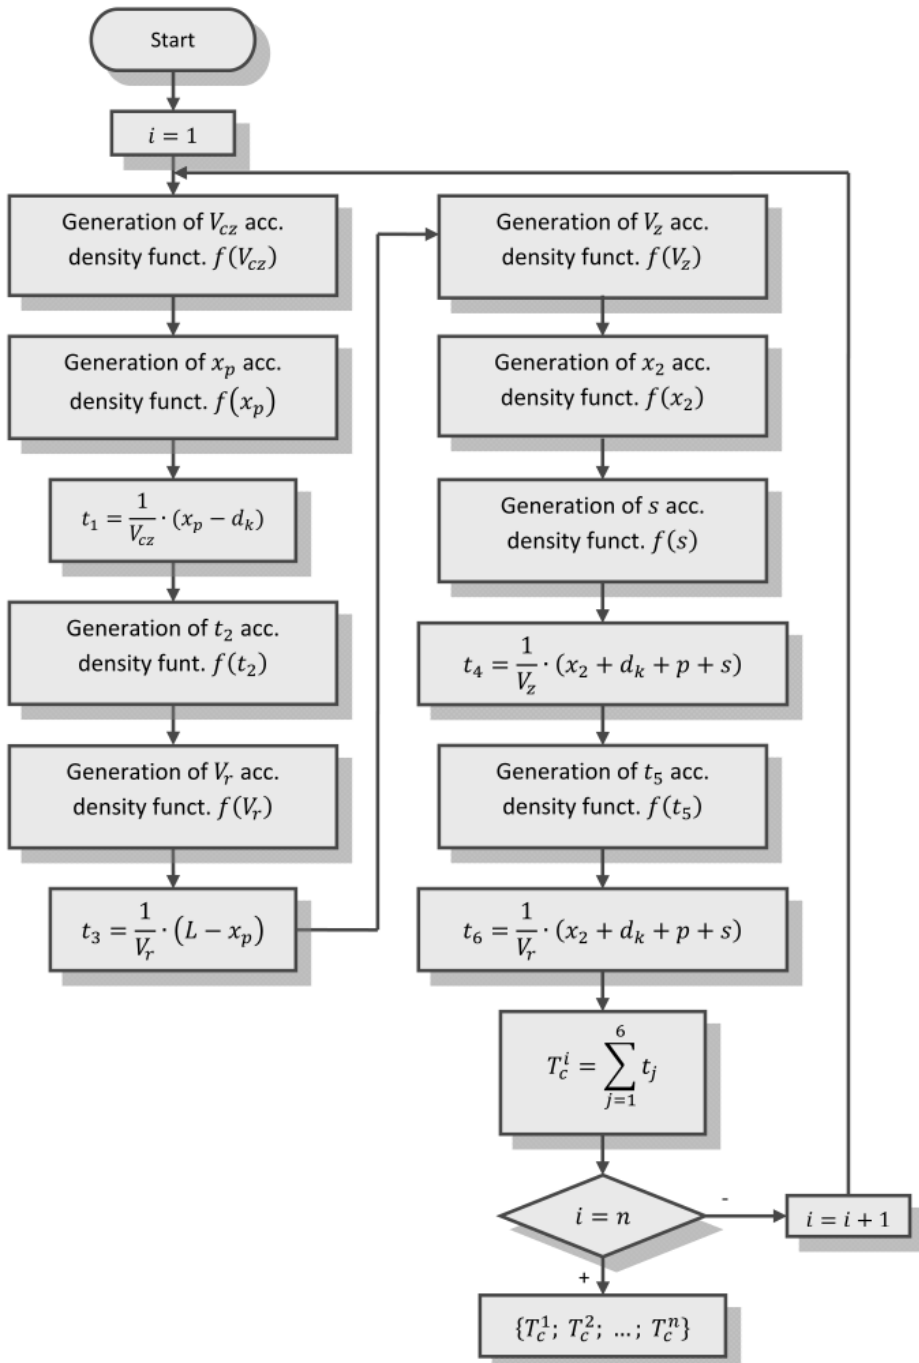 Start
i = 1
Generation of V_cz acc.
density funct. f(V_cz)
Generation of x_p acc.
density funct. f(x_p)
t_1 = 1/V_cz · (x_p − d_k)
Generation of t_2 acc.
density funt. f(t_2)
Generation of V_r acc.
density funct. f(V_r)
t_3 = 1/V_r · (L − x_p)
Generation of V_z acc.
density funct. f(V_z)
Generation of x_2 acc.
density funct. f(x_2)
Generation of s acc.
density funct. f(s)
t_4 = 1/V_z · (x_2 + d_k + p + s)
Generation of t_5 acc.
density funct. f(t_5)
t_6 = 1/V_r · (x_2 + d_k + p + s)
T_c^i = ∑_{j=1}^{6} t_j
i = n
-
i = i + 1
+
{T_c^1; T_c^2; …; T_c^n}